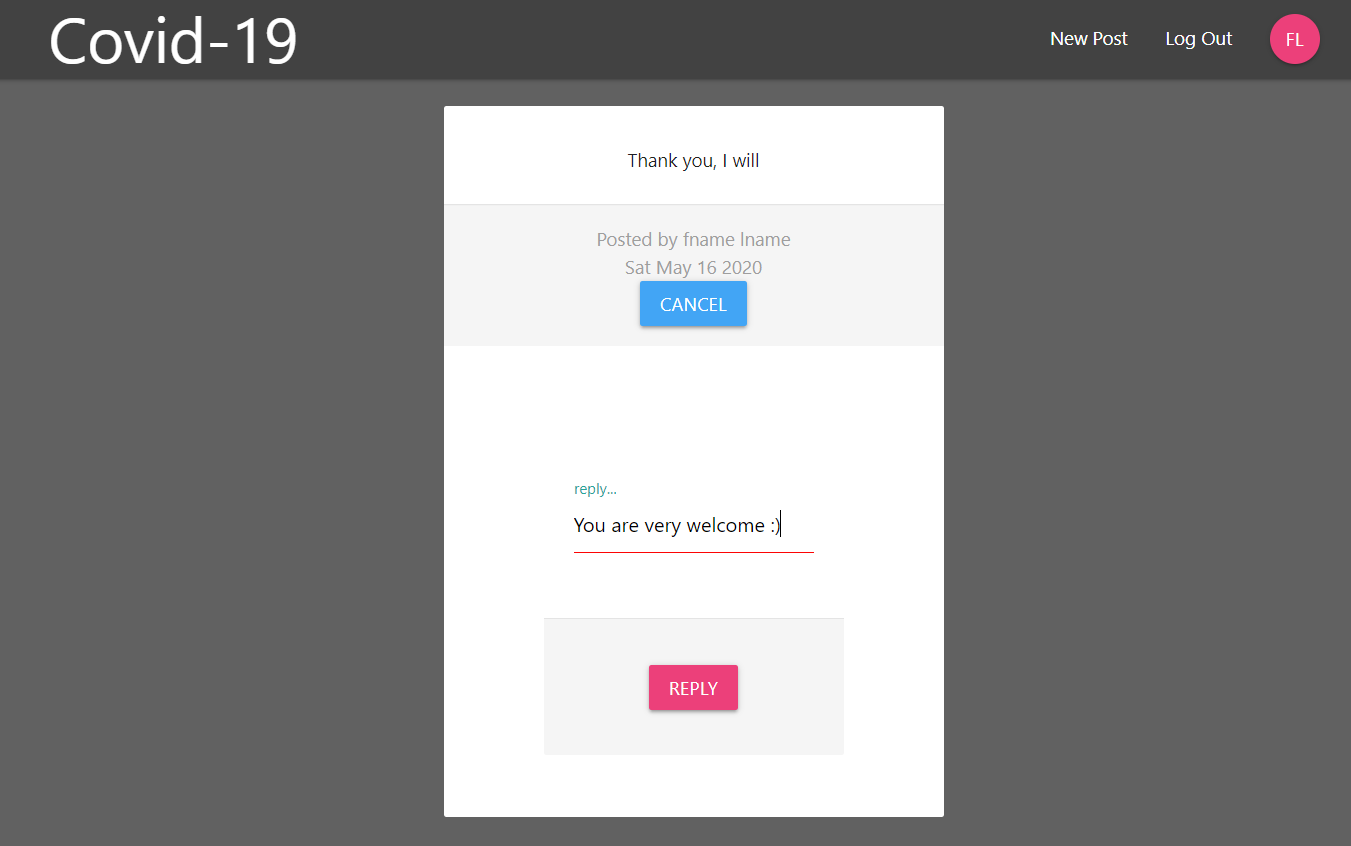 Covid-19
New Post
Log Out
FL
Thank you, I will
Posted by fname lname
Sat May 16 2020
CANCEL
reply...
You are very welcome :)
REPLY